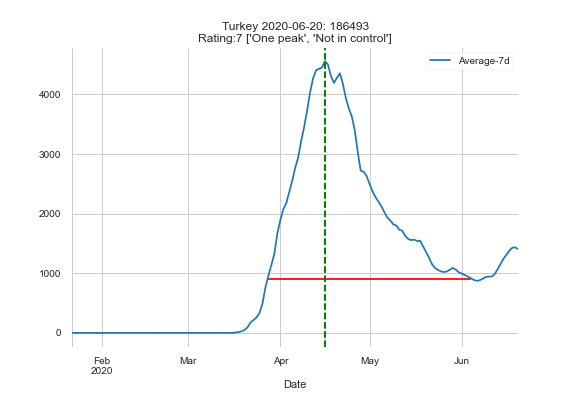 Turkey 2020-06-20: 186493
Rating:7 ['One peak', 'Not in control']
Average-7d
4000
3000
2000
1000
0
Feb Mar Apr May Jun
2020
Date